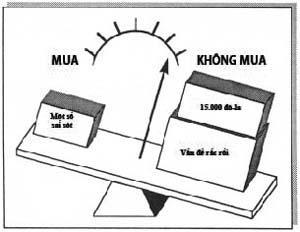 MUA
KHÔNG MUA
15.000 đô-la
Một số
sai sót
Vấn đề rắc rối